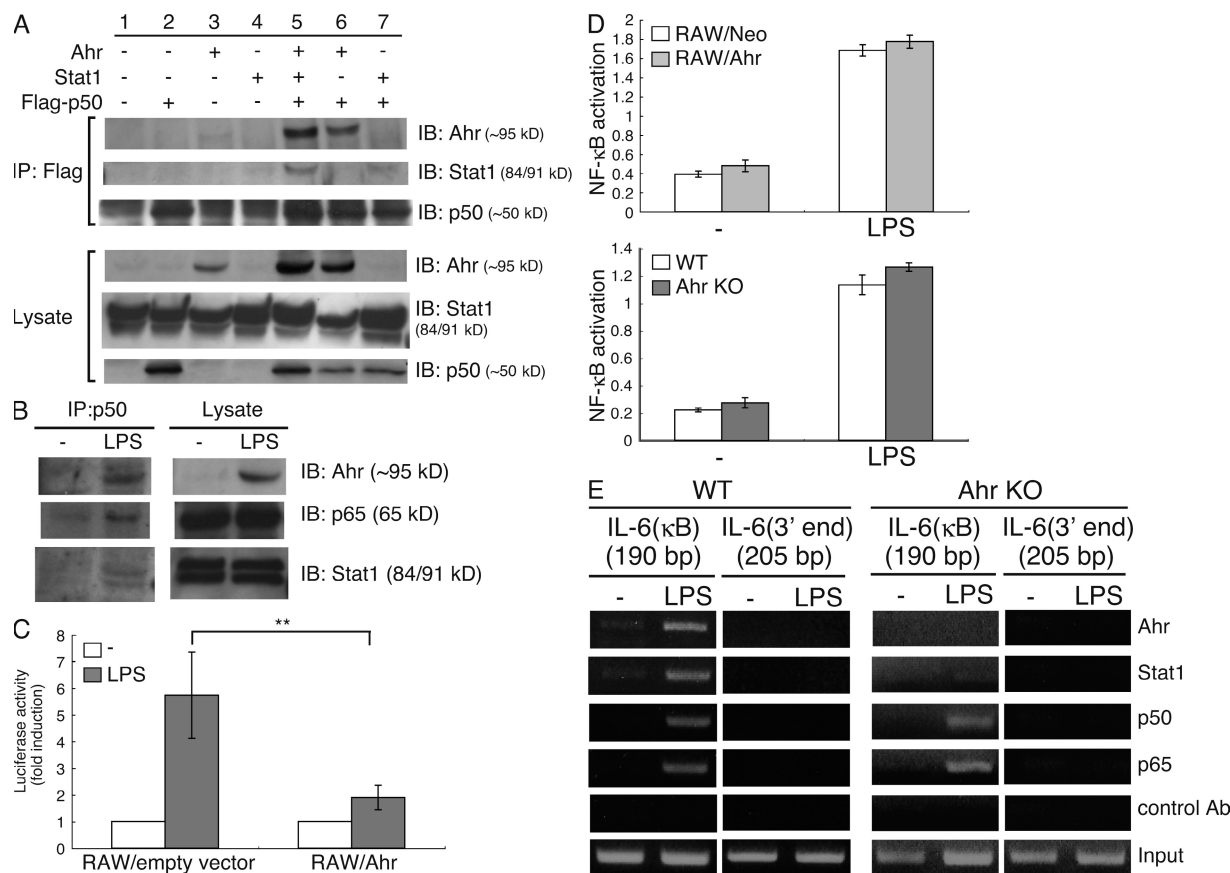 A
1 2 3 4 5 6 7
Ahr - - + - + + -
Stat1 - - - + + - +
Flag-p50 - + - - + + +
IP: Flag
IB: Ahr (~95 kD)
IB: Stat1 (84/91 kD)
IB: p50 (~50 kD)
Lysate
IB: Ahr (~95 kD)
IB: Stat1
(84/91 kD)
IB: p50 (~50 kD)
B
IP:p50 Lysate
- LPS - LPS
IB: Ahr (~95 kD)
IB: p65 (65 kD)
IB: Stat1 (84/91 kD)
C
Luciferase activity
(fold induction)
8
7
6
5
4
3
2
1
0
-
LPS
**
RAW/empty vector RAW/Ahr
D
NF-κB activation
2
1.8
1.6
1.4
1.2
1
0.8
0.6
0.4
0.2
0
RAW/Neo
RAW/Ahr
- LPS
NF-κB activation
1.4
1.2
1
0.8
0.6
0.4
0.2
0
WT
Ahr KO
- LPS
E
WT Ahr KO
IL-6(κB) IL-6(3' end) IL-6(κB) IL-6(3' end)
(190 bp) (205 bp) (190 bp) (205 bp)
- LPS - LPS - LPS - LPS
Ahr
Stat1
p50
p65
control Ab
Input